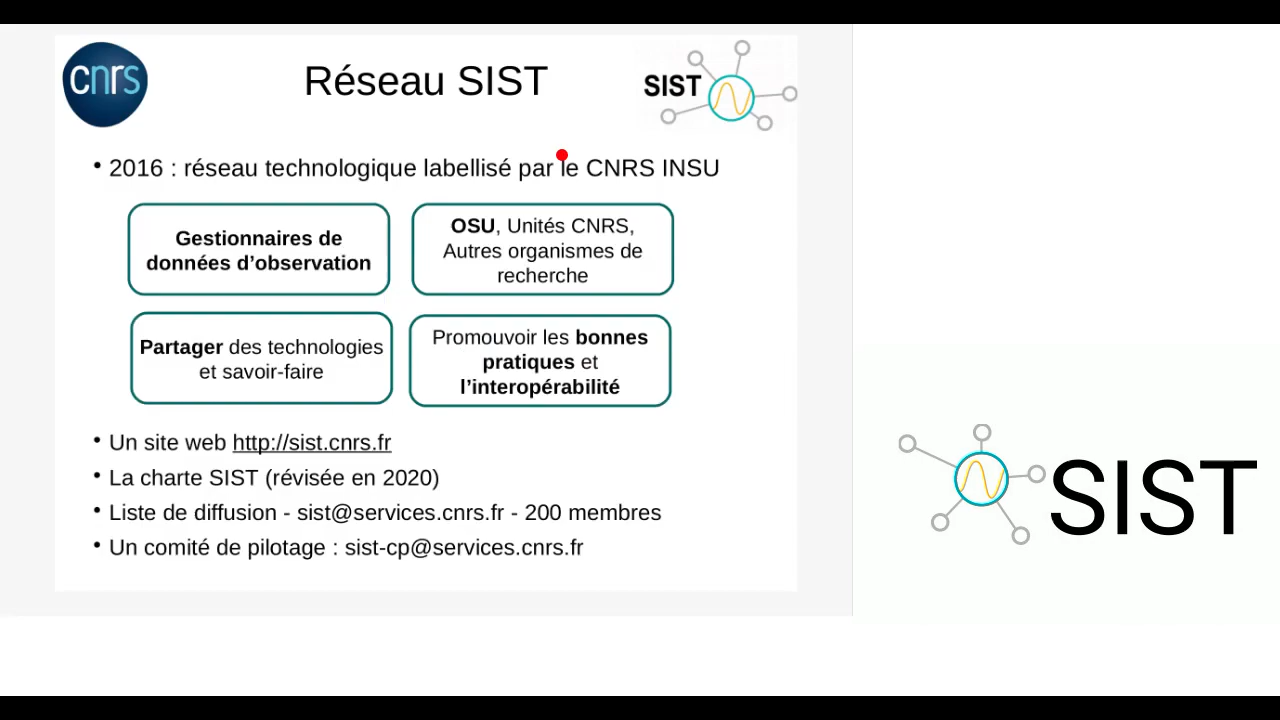 cnrs
Réseau SIST
SIST
• 2016 : réseau technologique labellisé par le CNRS INSU
Gestionnaires de
données d’observation
OSU, Unités CNRS,
Autres organismes de
recherche
Partager des technologies
et savoir-faire
Promouvoir les bonnes
pratiques et
l’interopérabilité
• Un site web http://sist.cnrs.fr
• La charte SIST (révisée en 2020)
• Liste de diffusion - sist@services.cnrs.fr - 200 membres
• Un comité de pilotage : sist-cp@services.cnrs.fr
SIST